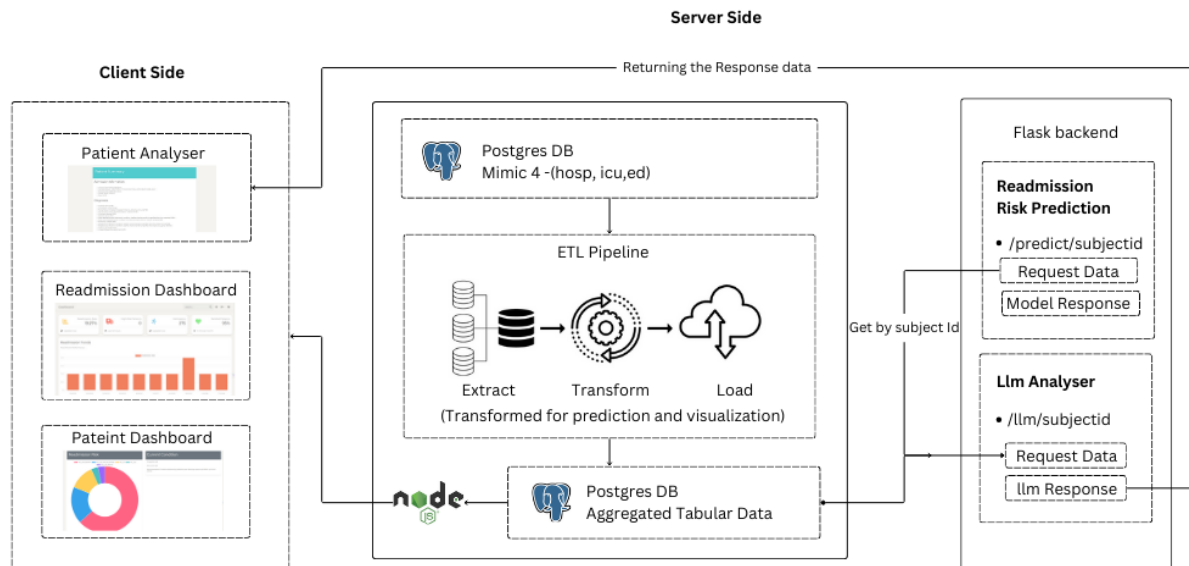 Server Side
Client Side
Returning the Response data
Patient Analyser
Readmission Dashboard
Pateint Dashboard
Postgres DB
Mimic 4 -(hosp, icu,ed)
ETL Pipeline
Extract
Transform
Load
(Transformed for prediction and visualization)
node
JS
Postgres DB
Aggregated Tabular Data
Get by subject Id
Flask backend
Readmission
Risk Prediction
• /predict/subjectid
Request Data
Model Response
Llm Analyser
• /llm/subjectid
Request Data
llm Response